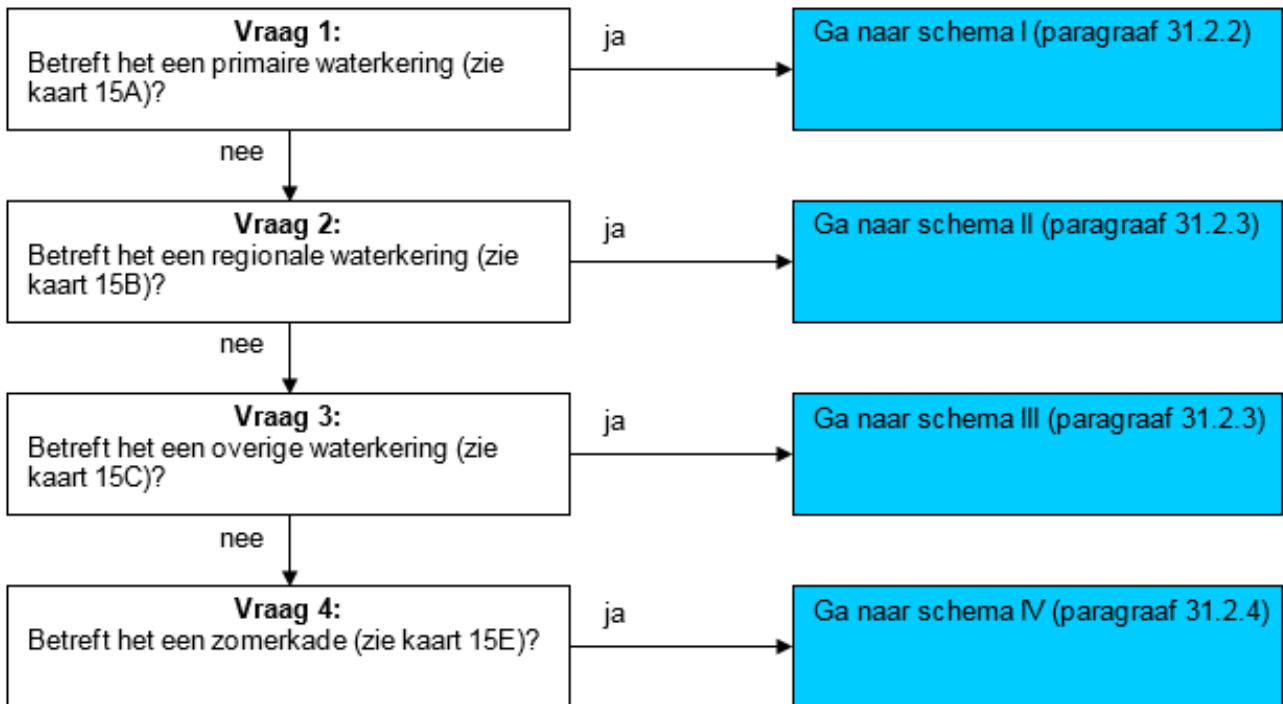 Vraag 1:
Betreft het een primaire waterkering (zie
kaart 15A)?
ja
Ga naar schema I (paragraaf 31.2.2)
nee
Vraag 2:
Betreft het een regionale waterkering (zie
kaart 15B)?
ja
Ga naar schema II (paragraaf 31.2.3)
nee
Vraag 3:
Betreft het een overige waterkering (zie
kaart 15C)?
ja
Ga naar schema III (paragraaf 31.2.3)
nee
Vraag 4:
Betreft het een zomerkade (zie kaart 15E)?
ja
Ga naar schema IV (paragraaf 31.2.4)